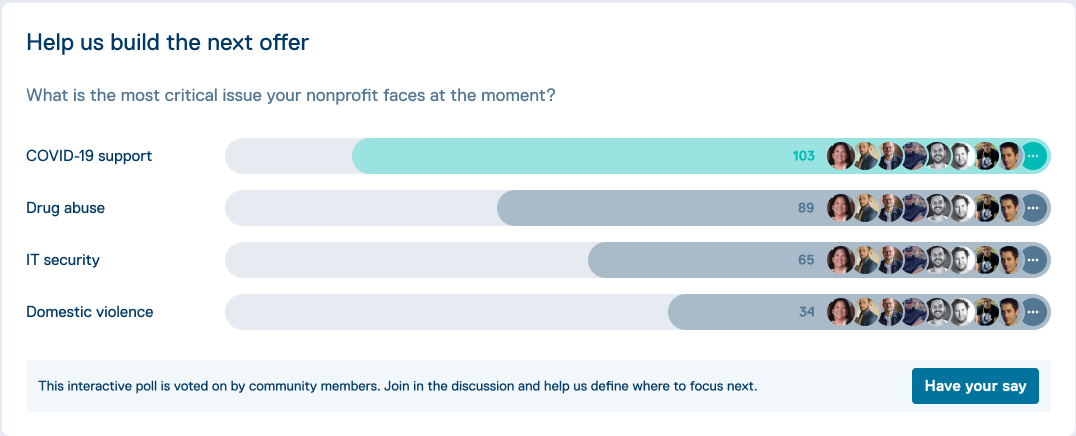 Help us build the next offer
What is the most critical issue your nonprofit faces at the moment?
COVID-19 support 103
Drug abuse 89
IT security 65
Domestic violence 34
This interactive poll is voted on by community members. Join in the discussion and help us define where to focus next.
Have your say